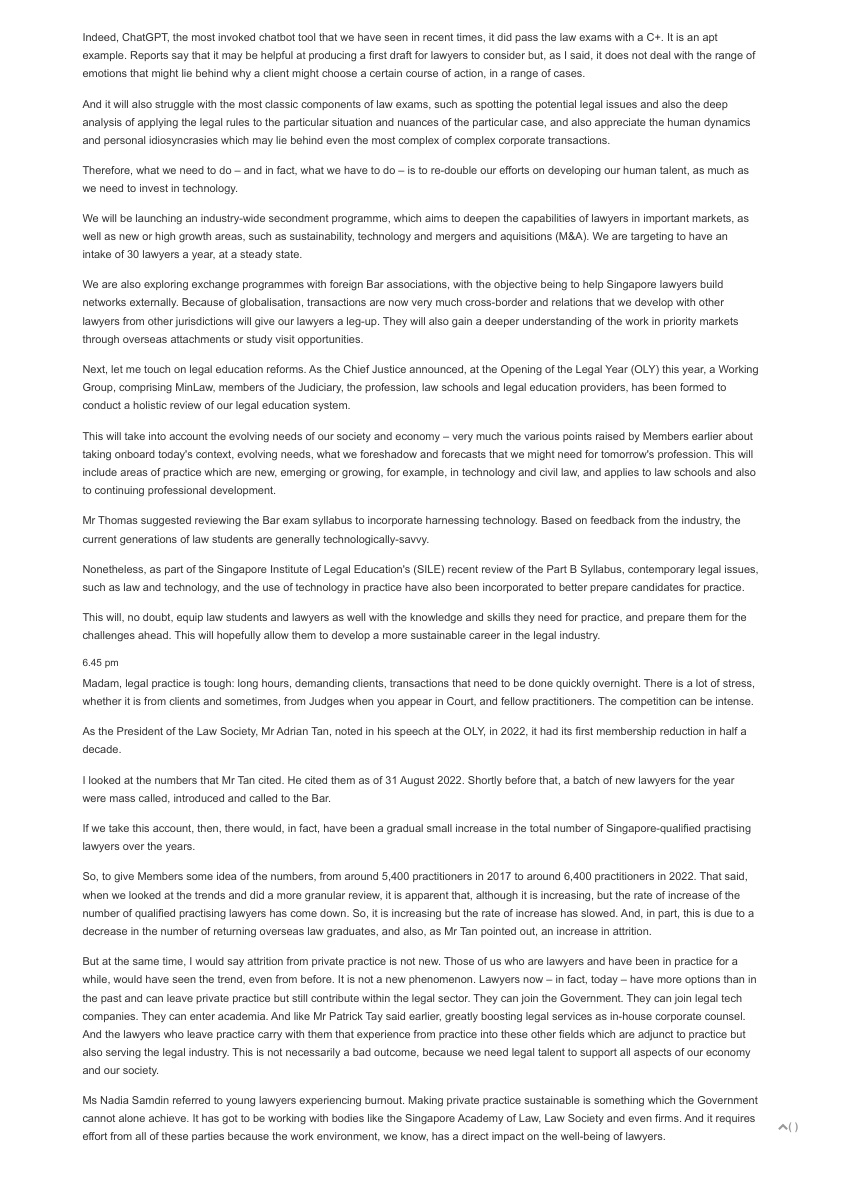 Indeed, ChatGPT, the most invoked chatbot tool that we have seen in recent times, it did pass the law exams with a C+. It is an apt
example. Reports say that it may be helpful at producing a first draft for lawyers to consider but, as I said, it does not deal with the range of
emotions that might lie behind why a client might choose a certain course of action, in a range of cases.
And it will also struggle with the most classic components of law exams, such as spotting the potential legal issues and also the deep
analysis of applying the legal rules to the particular situation and nuances of the particular case, and also appreciate the human dynamics
and personal idiosyncrasies which may lie behind even the most complex of complex corporate transactions.
Therefore, what we need to do – and in fact, what we have to do – is to re-double our efforts on developing our human talent, as much as
we need to invest in technology.
We will be launching an industry-wide secondment programme, which aims to deepen the capabilities of lawyers in important markets, as
well as new or high growth areas, such as sustainability, technology and mergers and aquisitions (M&A). We are targeting to have an
intake of 30 lawyers a year, at a steady state.
We are also exploring exchange programmes with foreign Bar associations, with the objective being to help Singapore lawyers build
networks externally. Because of globalisation, transactions are now very much cross-border and relations that we develop with other
lawyers from other jurisdictions will give our lawyers a leg-up. They will also gain a deeper understanding of the work in priority markets
through overseas attachments or study visit opportunities.
Next, let me touch on legal education reforms. As the Chief Justice announced, at the Opening of the Legal Year (OLY) this year, a Working
Group, comprising MinLaw, members of the Judiciary, the profession, law schools and legal education providers, has been formed to
conduct a holistic review of our legal education system.
This will take into account the evolving needs of our society and economy – very much the various points raised by Members earlier about
taking onboard today's context, evolving needs, what we foreshadow and forecasts that we might need for tomorrow's profession. This will
include areas of practice which are new, emerging or growing, for example, in technology and civil law, and applies to law schools and also
to continuing professional development.
Mr Thomas suggested reviewing the Bar exam syllabus to incorporate harnessing technology. Based on feedback from the industry, the
current generations of law students are generally technologically-savvy.
Nonetheless, as part of the Singapore Institute of Legal Education's (SILE) recent review of the Part B Syllabus, contemporary legal issues,
such as law and technology, and the use of technology in practice have also been incorporated to better prepare candidates for practice.
This will, no doubt, equip law students and lawyers as well with the knowledge and skills they need for practice, and prepare them for the
challenges ahead. This will hopefully allow them to develop a more sustainable career in the legal industry.
6.45 pm
Madam, legal practice is tough: long hours, demanding clients, transactions that need to be done quickly overnight. There is a lot of stress,
whether it is from clients and sometimes, from Judges when you appear in Court, and fellow practitioners. The competition can be intense.
As the President of the Law Society, Mr Adrian Tan, noted in his speech at the OLY, in 2022, it had its first membership reduction in half a
decade.
I looked at the numbers that Mr Tan cited. He cited them as of 31 August 2022. Shortly before that, a batch of new lawyers for the year
were mass called, introduced and called to the Bar.
If we take this account, then, there would, in fact, have been a gradual small increase in the total number of Singapore-qualified practising
lawyers over the years.
So, to give Members some idea of the numbers, from around 5,400 practitioners in 2017 to around 6,400 practitioners in 2022. That said,
when we looked at the trends and did a more granular review, it is apparent that, although it is increasing, but the rate of increase of the
number of qualified practising lawyers has come down. So, it is increasing but the rate of increase has slowed. And, in part, this is due to a
decrease in the number of returning overseas law graduates, and also, as Mr Tan pointed out, an increase in attrition.
But at the same time, I would say attrition from private practice is not new. Those of us who are lawyers and have been in practice for a
while, would have seen the trend, even from before. It is not a new phenomenon. Lawyers now – in fact, today – have more options than in
the past and can leave private practice but still contribute within the legal sector. They can join the Government. They can join legal tech
companies. They can enter academia. And like Mr Patrick Tay said earlier, greatly boosting legal services as in-house corporate counsel.
And the lawyers who leave practice carry with them that experience from practice into these other fields which are adjunct to practice but
also serving the legal industry. This is not necessarily a bad outcome, because we need legal talent to support all aspects of our economy
and our society.
Ms Nadia Samdin referred to young lawyers experiencing burnout. Making private practice sustainable is something which the Government
cannot alone achieve. It has got to be working with bodies like the Singapore Academy of Law, Law Society and even firms. And it requires
effort from all of these parties because the work environment, we know, has a direct impact on the well-being of lawyers.
( )